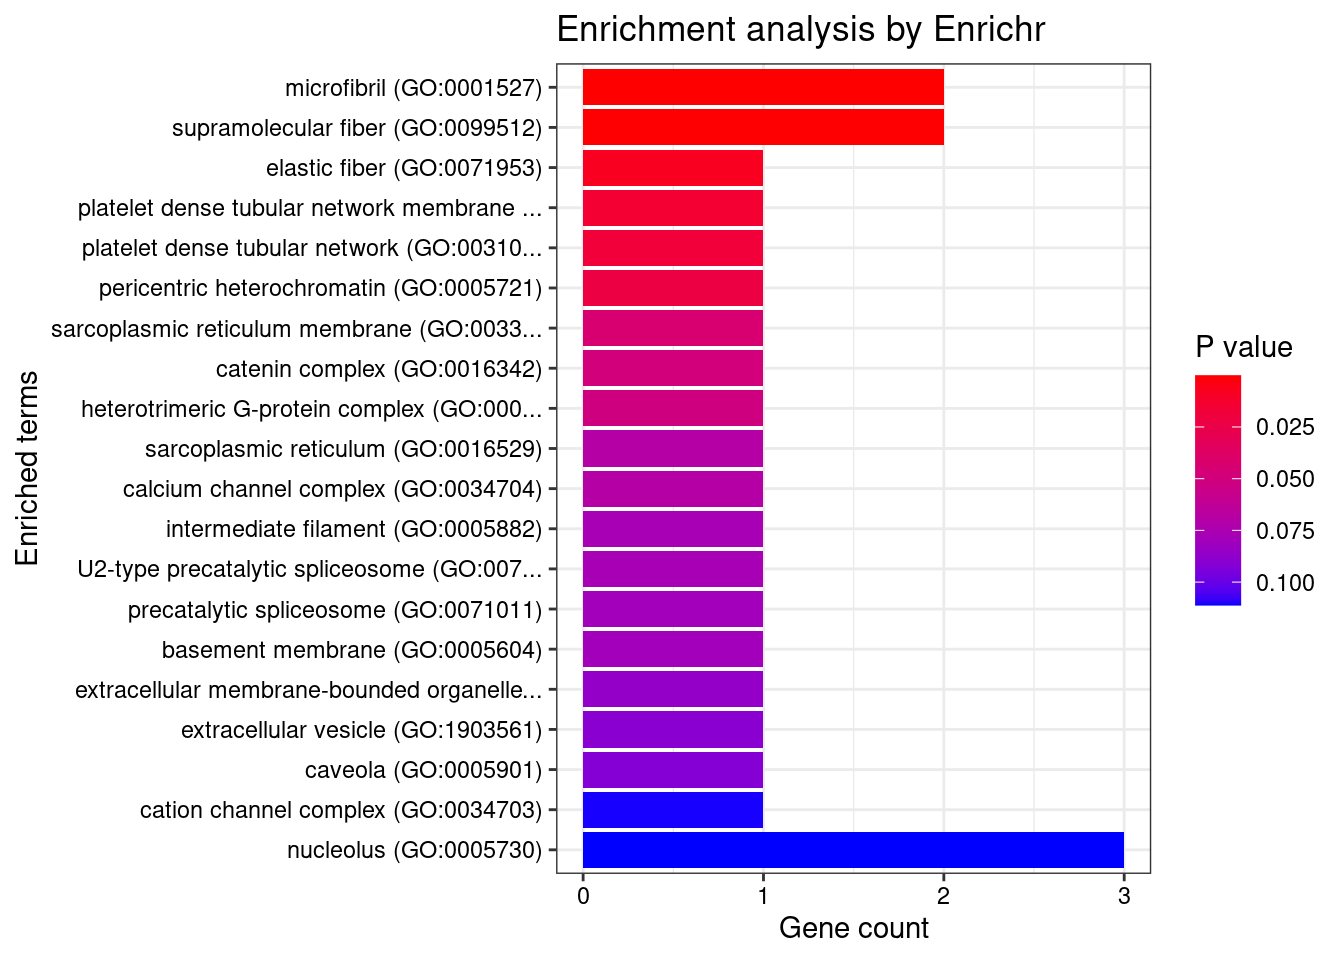 Enrichment analysis by Enrichr
microfibril (GO:0001527)
supramolecular fiber (GO:0099512)
elastic fiber (GO:0071953)
platelet dense tubular network membrane ...
platelet dense tubular network (GO:00310...
pericentric heterochromatin (GO:0005721)
sarcoplasmic reticulum membrane (GO:0033...
catenin complex (GO:0016342)
heterotrimeric G-protein complex (GO:000...
sarcoplasmic reticulum (GO:0016529)
calcium channel complex (GO:0034704)
intermediate filament (GO:0005882)
U2-type precatalytic spliceosome (GO:007...
precatalytic spliceosome (GO:0071011)
basement membrane (GO:0005604)
extracellular membrane-bounded organelle...
extracellular vesicle (GO:1903561)
caveola (GO:0005901)
cation channel complex (GO:0034703)
nucleolus (GO:0005730)
Enriched terms
0 1 2 3
Gene count
P value
0.025
0.050
0.075
0.100